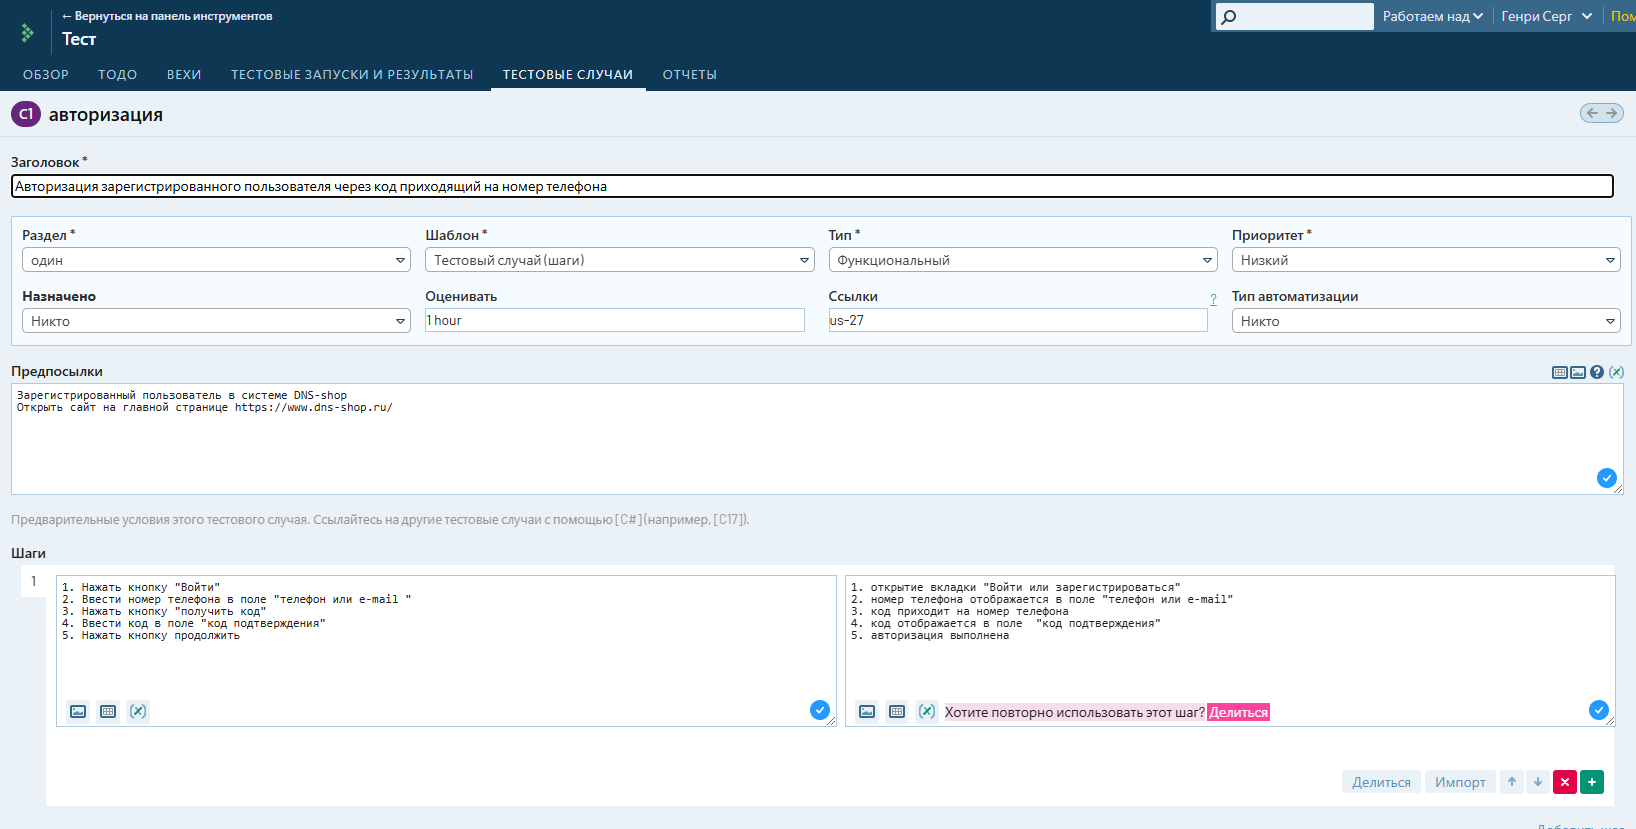 ← Вернуться на панель инструментов
Тест
Работаем над
Генри Серг
ОБЗОР
ТОДО
ВЕХИ
ТЕСТОВЫЕ ЗАПУСКИ И РЕЗУЛЬТАТЫ
ТЕСТОВЫЕ СЛУЧАИ
ОТЧЕТЫ
C1 авторизация
Заголовок *
Авторизация зарегистрированного пользователя через код приходящий на номер телефона
Раздел *
Шаблон *
Тип *
Приоритет *
один
Тестовый случай (шаги)
Функциональный
Низкий
Назначено
Оценивать
Ссылки
?
Тип автоматизации
Никто
1 hour
us-27
Никто
Предпосылки
Зарегистрированный пользователь в системе DNS-shop
Открыть сайт на главной странице https://www.dns-shop.ru/
Предварительные условия этого тестового случая. Ссылайтесь на другие тестовые случаи с помощью [C#] (например, [C17]).
Шаги
1
1. Нажать кнопку "Войти"
2. Ввести номер телефона в поле "телефон или e-mail "
3. Нажать кнопку "получить код"
4. Ввести код в поле "код подтверждения"
5. Нажать кнопку продолжить
1. открытие вкладки "Войти или зарегистрироваться"
2. номер телефона отображается в поле "телефон или e-mail"
3. код приходит на номер телефона
4. код отображается в поле  "код подтверждения"
5. авторизация выполнена
Хотите повторно использовать этот шаг? Делиться
Делиться
Импорт